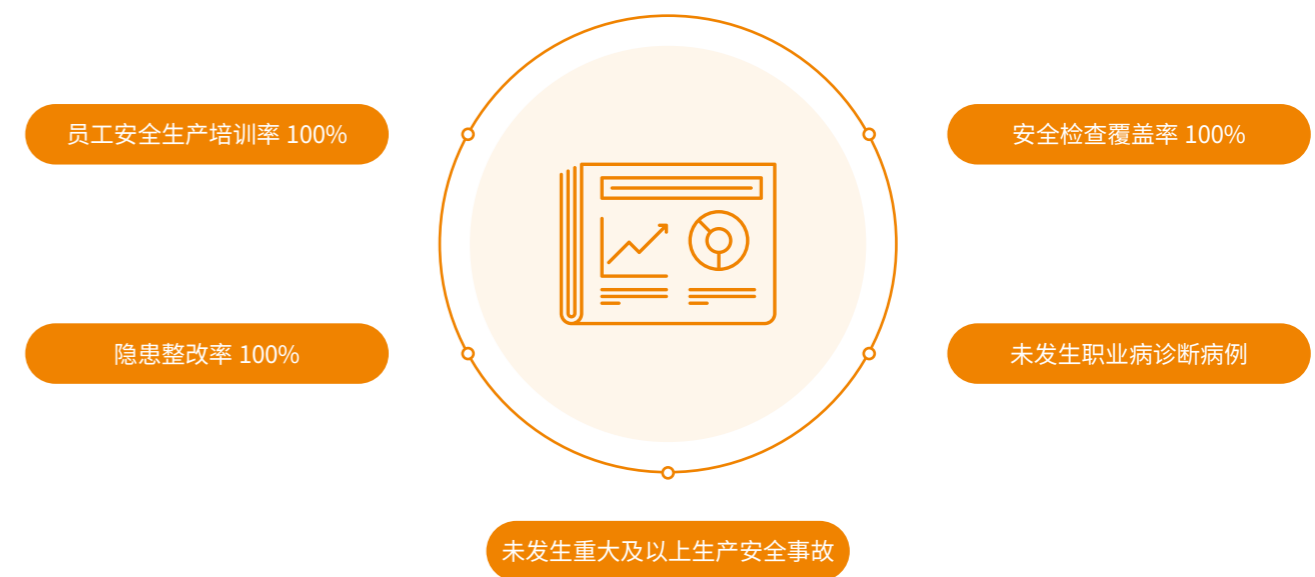 员工安全生产培训率 100%
安全检查覆盖率 100%
隐患整改率 100%
未发生职业病诊断病例
未发生重大及以上生产安全事故